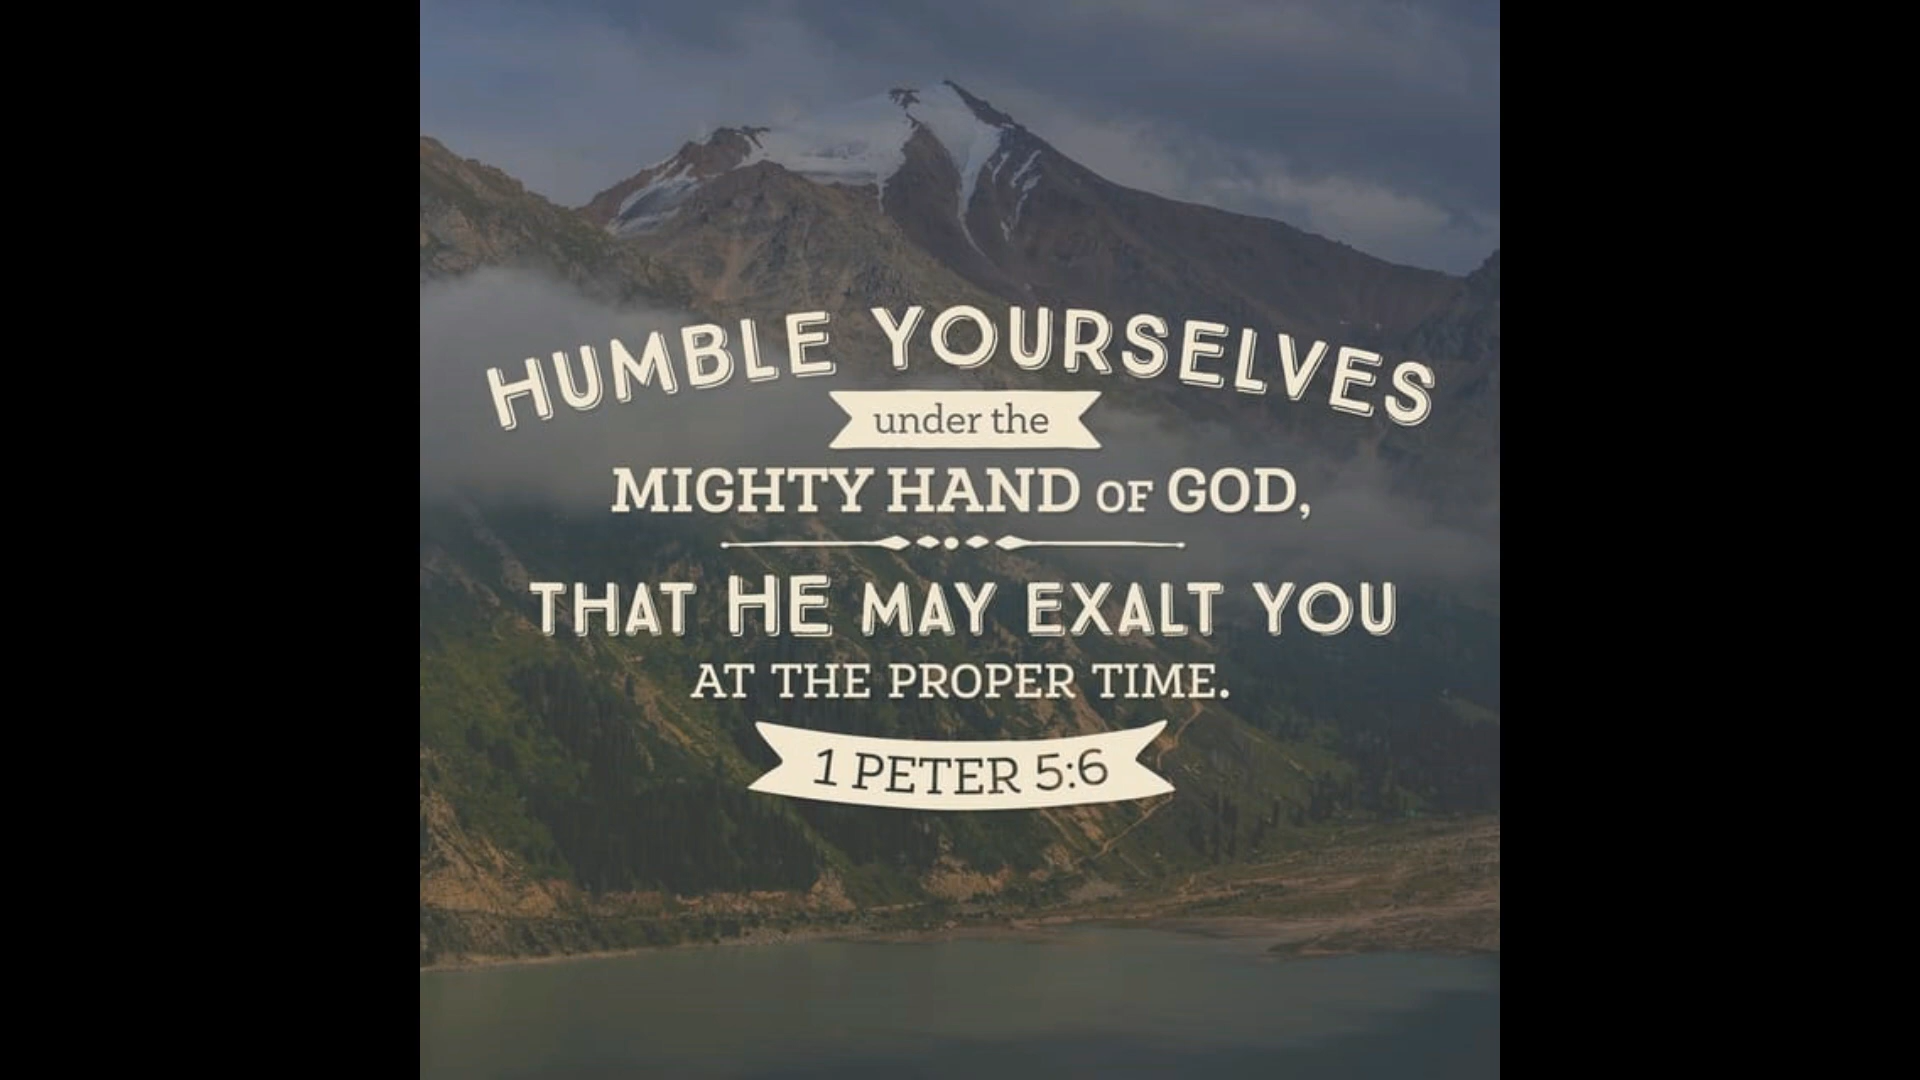 HUMBLE YOURSELVES
under the
MIGHTY HAND OF GOD,
THAT HE MAY EXALT YOU
AT THE PROPER TIME.
1 PETER 5:6